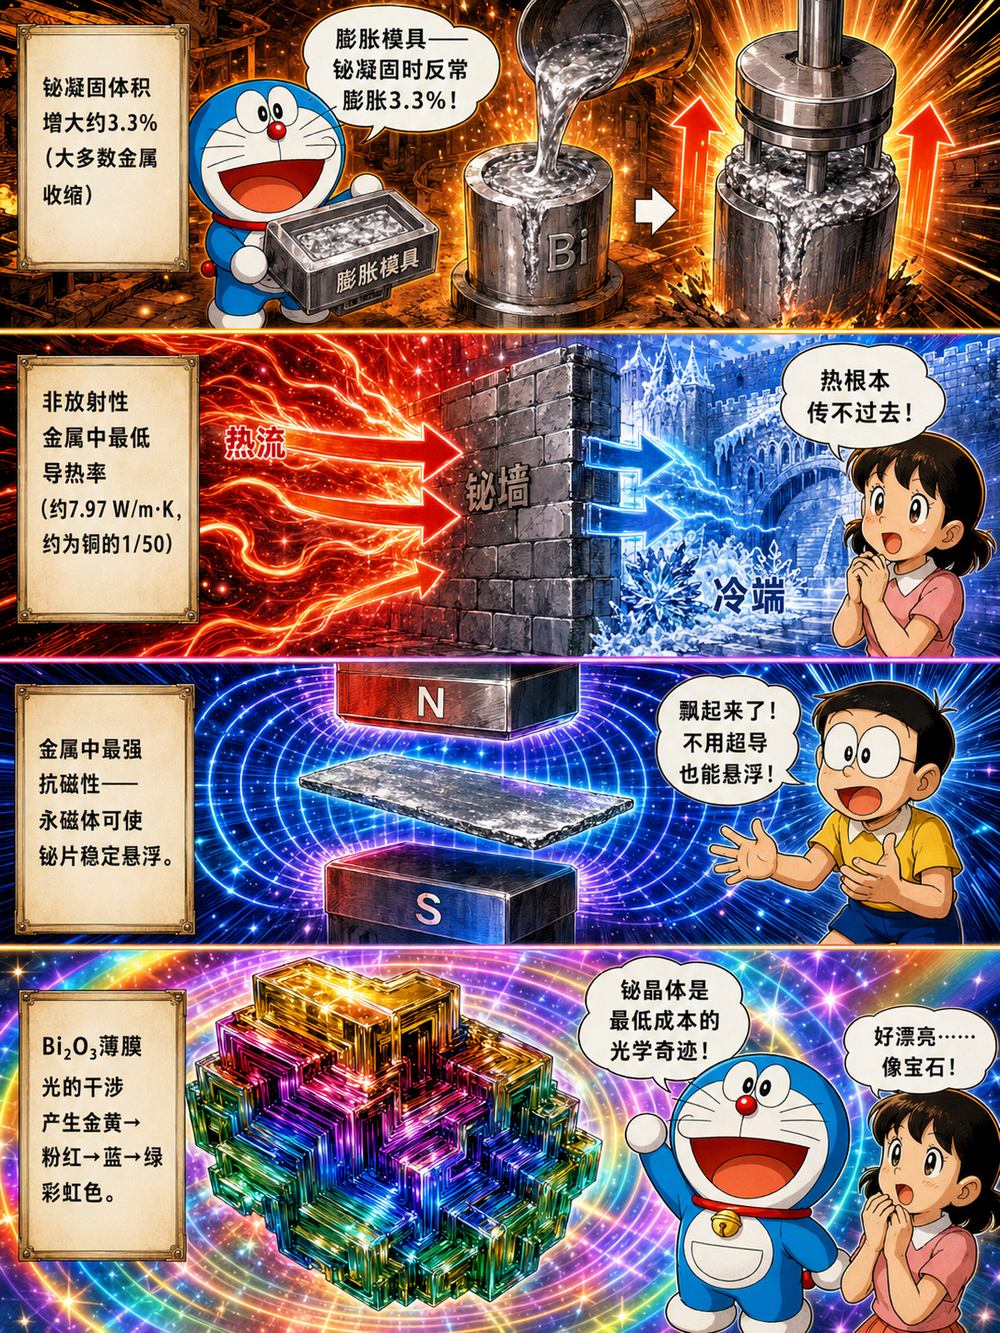 铋凝固体积
增大约3.3%
（大多数金属
收缩）
膨胀模具——
铋凝固时反常
膨胀3.3%！
膨胀模具
Bi
非放射性
金属中最低
导热率
（约7.97 W/m·K，
约为铜的1/50）
热流
铋墙
冷端
热根本
传不过去！
金属中最强
抗磁性——
永磁体可使
铋片稳定悬浮。
N
S
飘起来了！
不用超导
也能悬浮！
Bi₂O₃薄膜
光的干涉
产生金黄→
粉红→蓝→绿
彩虹色。
铋晶体是
最低成本的
光学奇迹！
好漂亮……
像宝石！